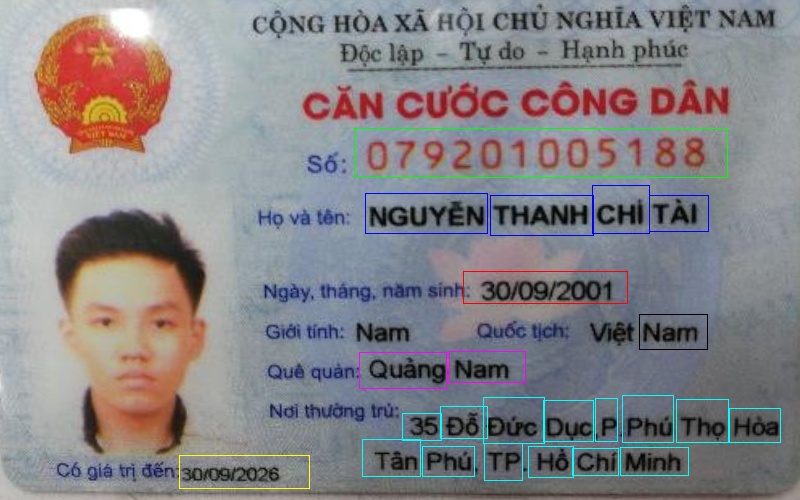 CỘNG HÒA XÃ HỘI CHỦ NGHĨA VIỆT NAM
Độc lập - Tự do - Hạnh phúc
CĂN CƯỚC CÔNG DÂN
Số: 079201005188
Họ và tên: NGUYỄN THANH CHÍ TÀI
Ngày, tháng, năm sinh: 30/09/2001
Giới tính: Nam Quốc tịch: Việt Nam
Quê quán: Quảng Nam
Nơi thường trú: 35 Đỗ Đức Dục, P. Phú Thọ Hòa
Tân Phú, TP. Hồ Chí Minh
Có giá trị đến: 30/09/2026
VIỆT NAM